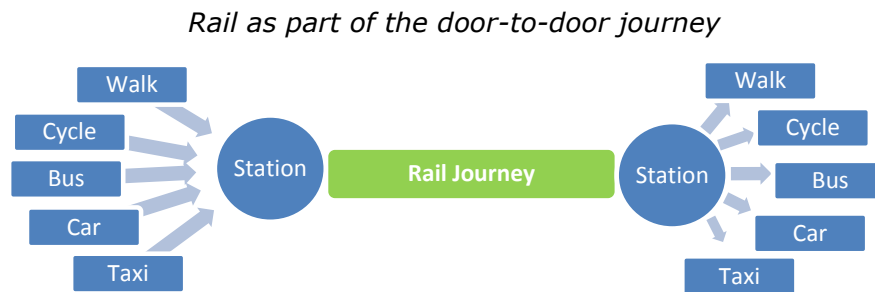 Rail as part of the door-to-door journey
Walk
Cycle
Bus
Car
Taxi
Station
Rail Journey
Station
Walk
Cycle
Bus
Car
Taxi